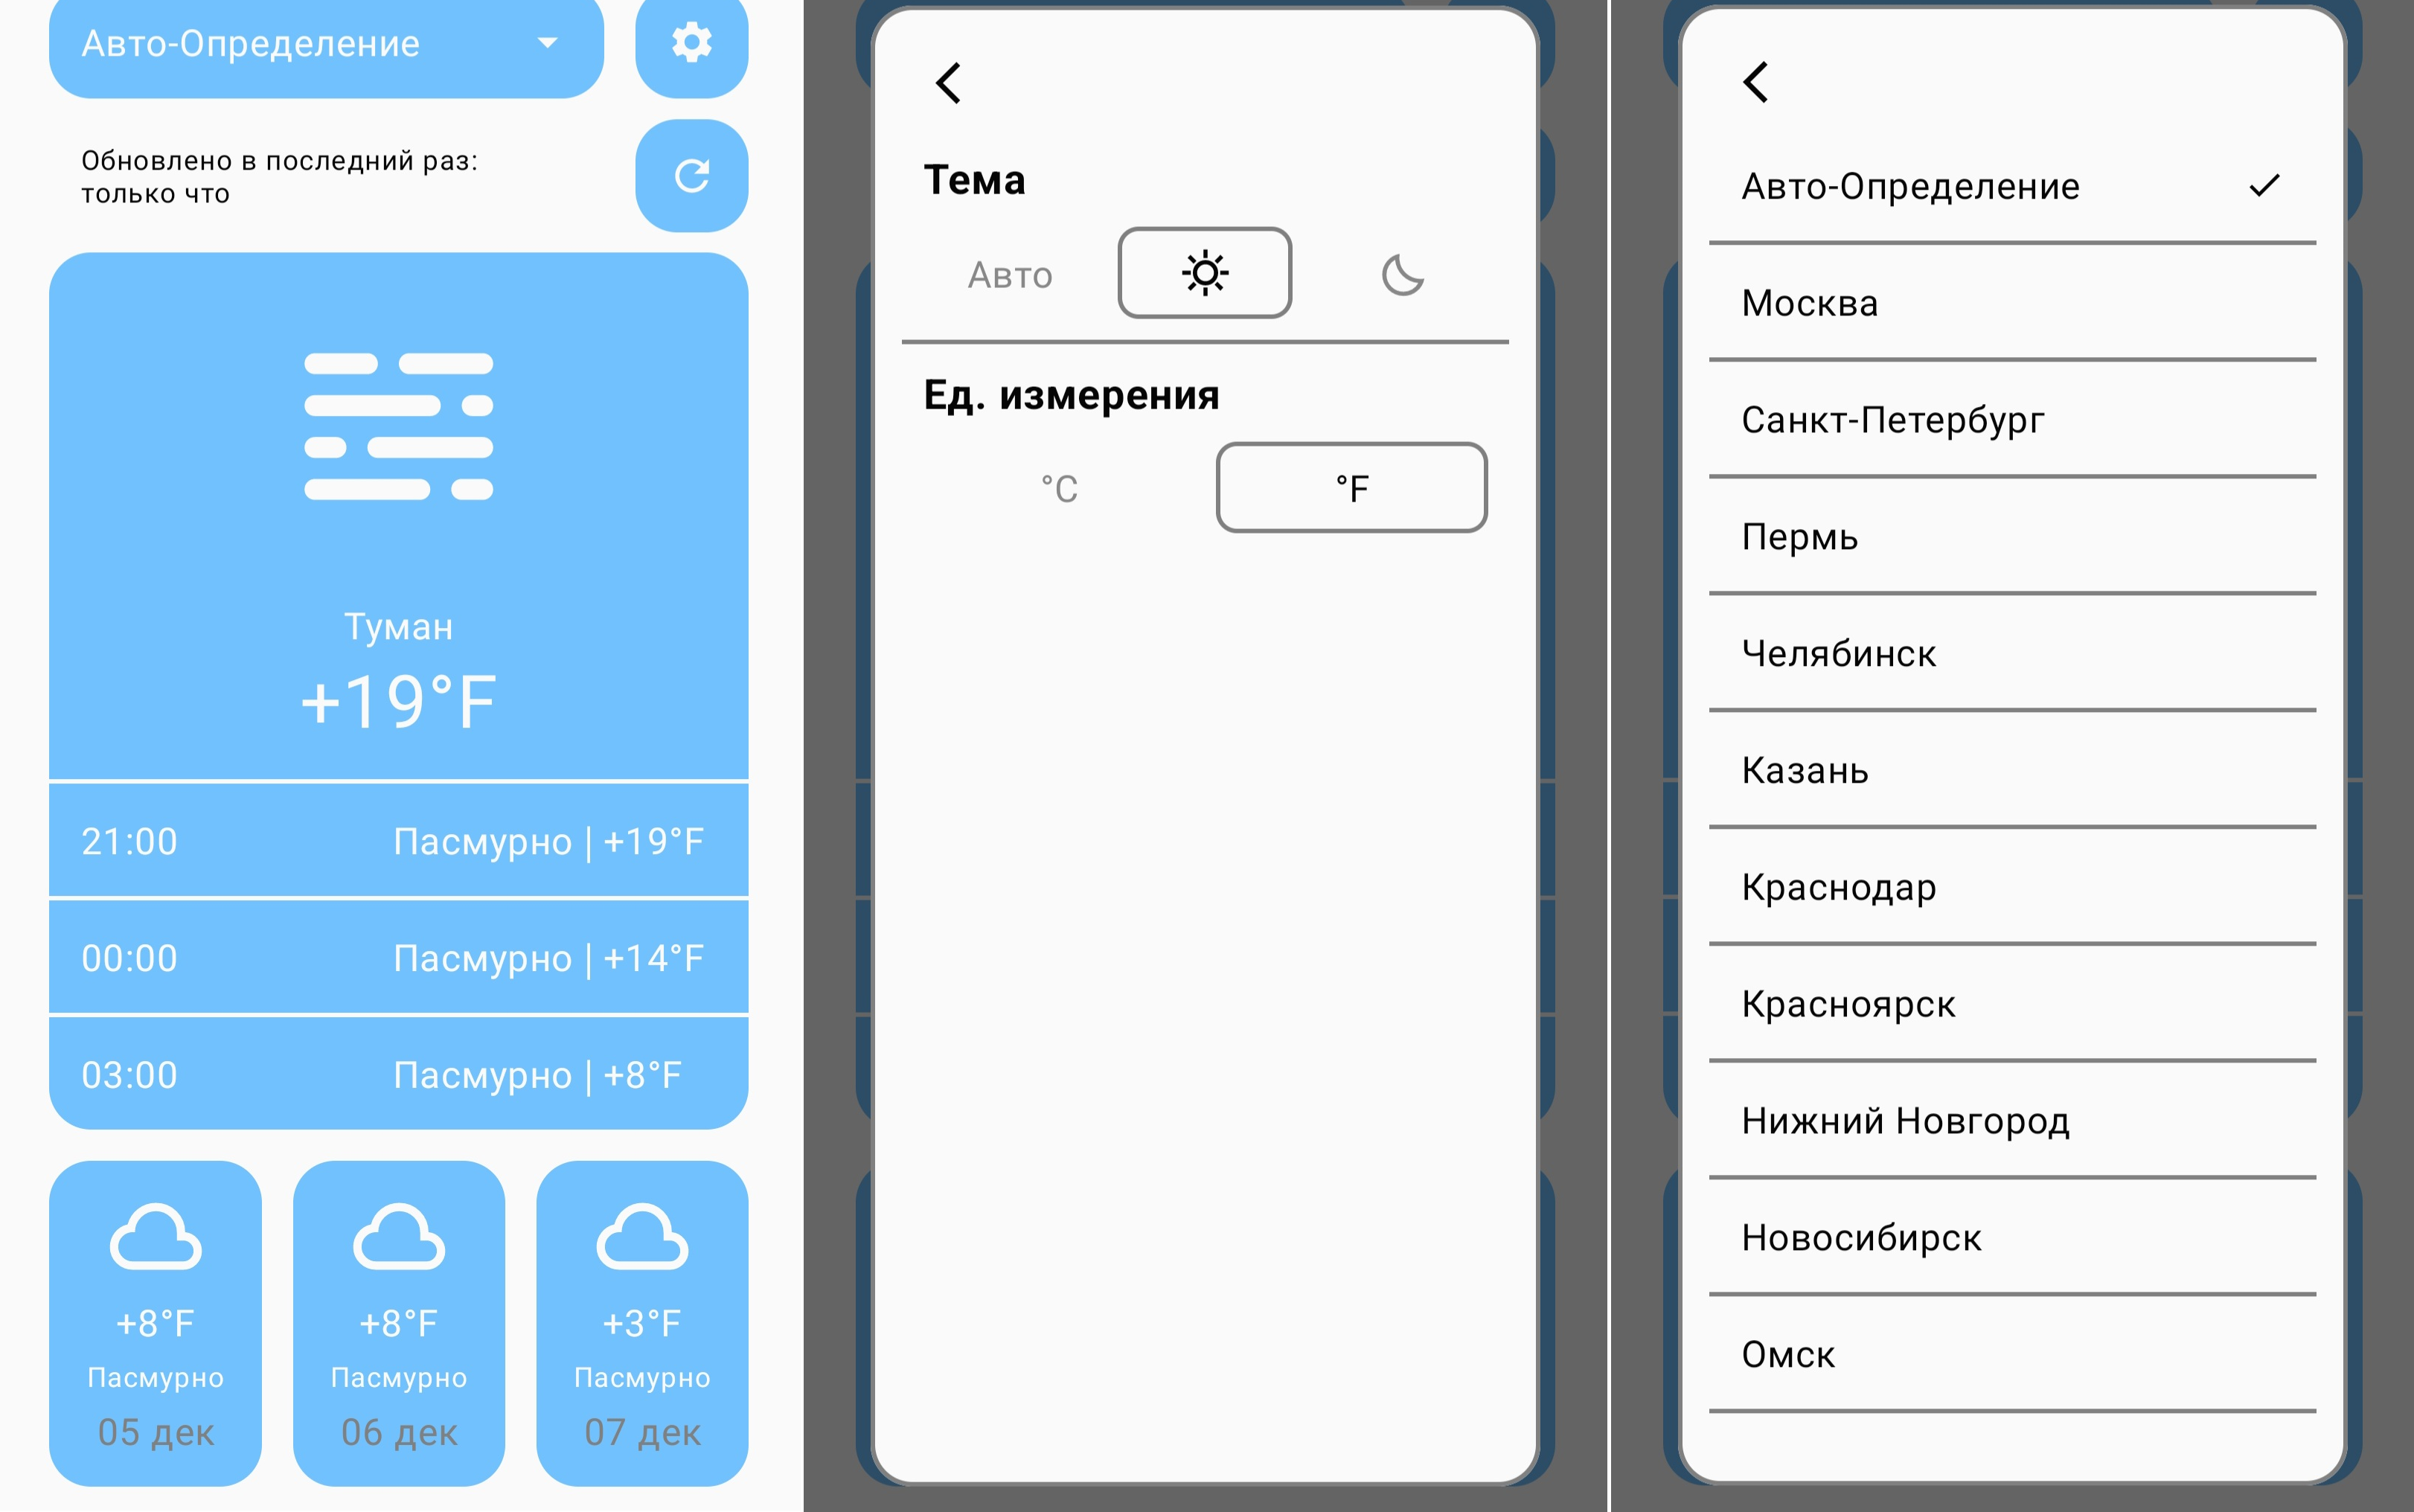 Авто-Определение
Обновлено в последний раз:
только что
Туман
+19°F
21:00 Пасмурно | +19°F
00:00 Пасмурно | +14°F
03:00 Пасмурно | +8°F
+8°F
Пасмурно
05 дек
+8°F
Пасмурно
06 дек
+3°F
Пасмурно
07 дек
Тема
Авто
Ед. измерения
°C °F
Авто-Определение
Москва
Санкт-Петербург
Пермь
Челябинск
Казань
Краснодар
Красноярск
Нижний Новгород
Новосибирск
Омск